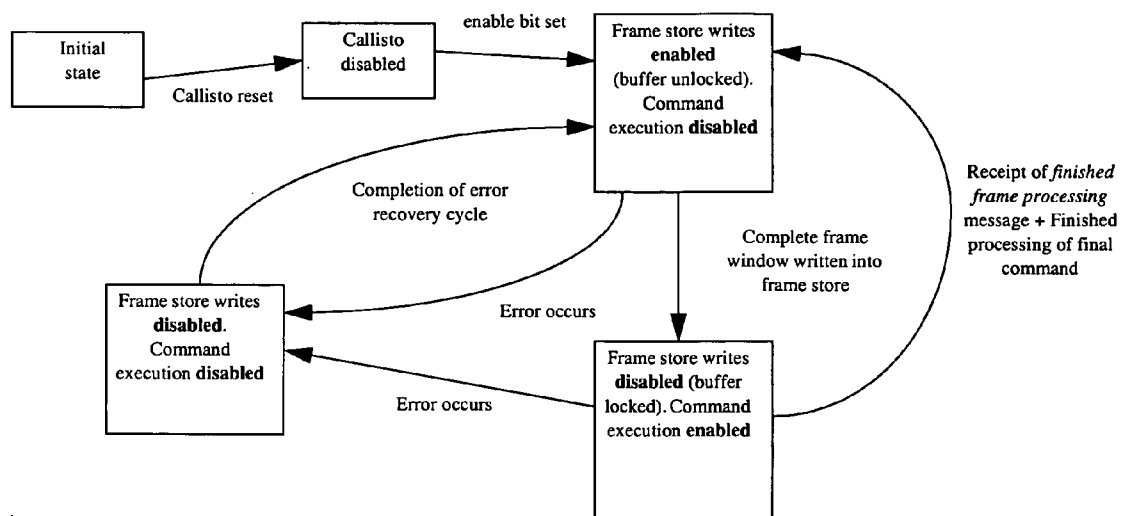 Initial
state
Callisto reset
Callisto
disabled
enable bit set
Frame store writes
enabled
(buffer unlocked).
Command
execution disabled
Completion of error
recovery cycle
Receipt of finished
frame processing
message + Finished
processing of final
command
Complete frame
window written into
frame store
Error occurs
Frame store writes
disabled.
Command
execution disabled
Error occurs
Frame store writes
disabled (buffer
locked). Command
execution enabled